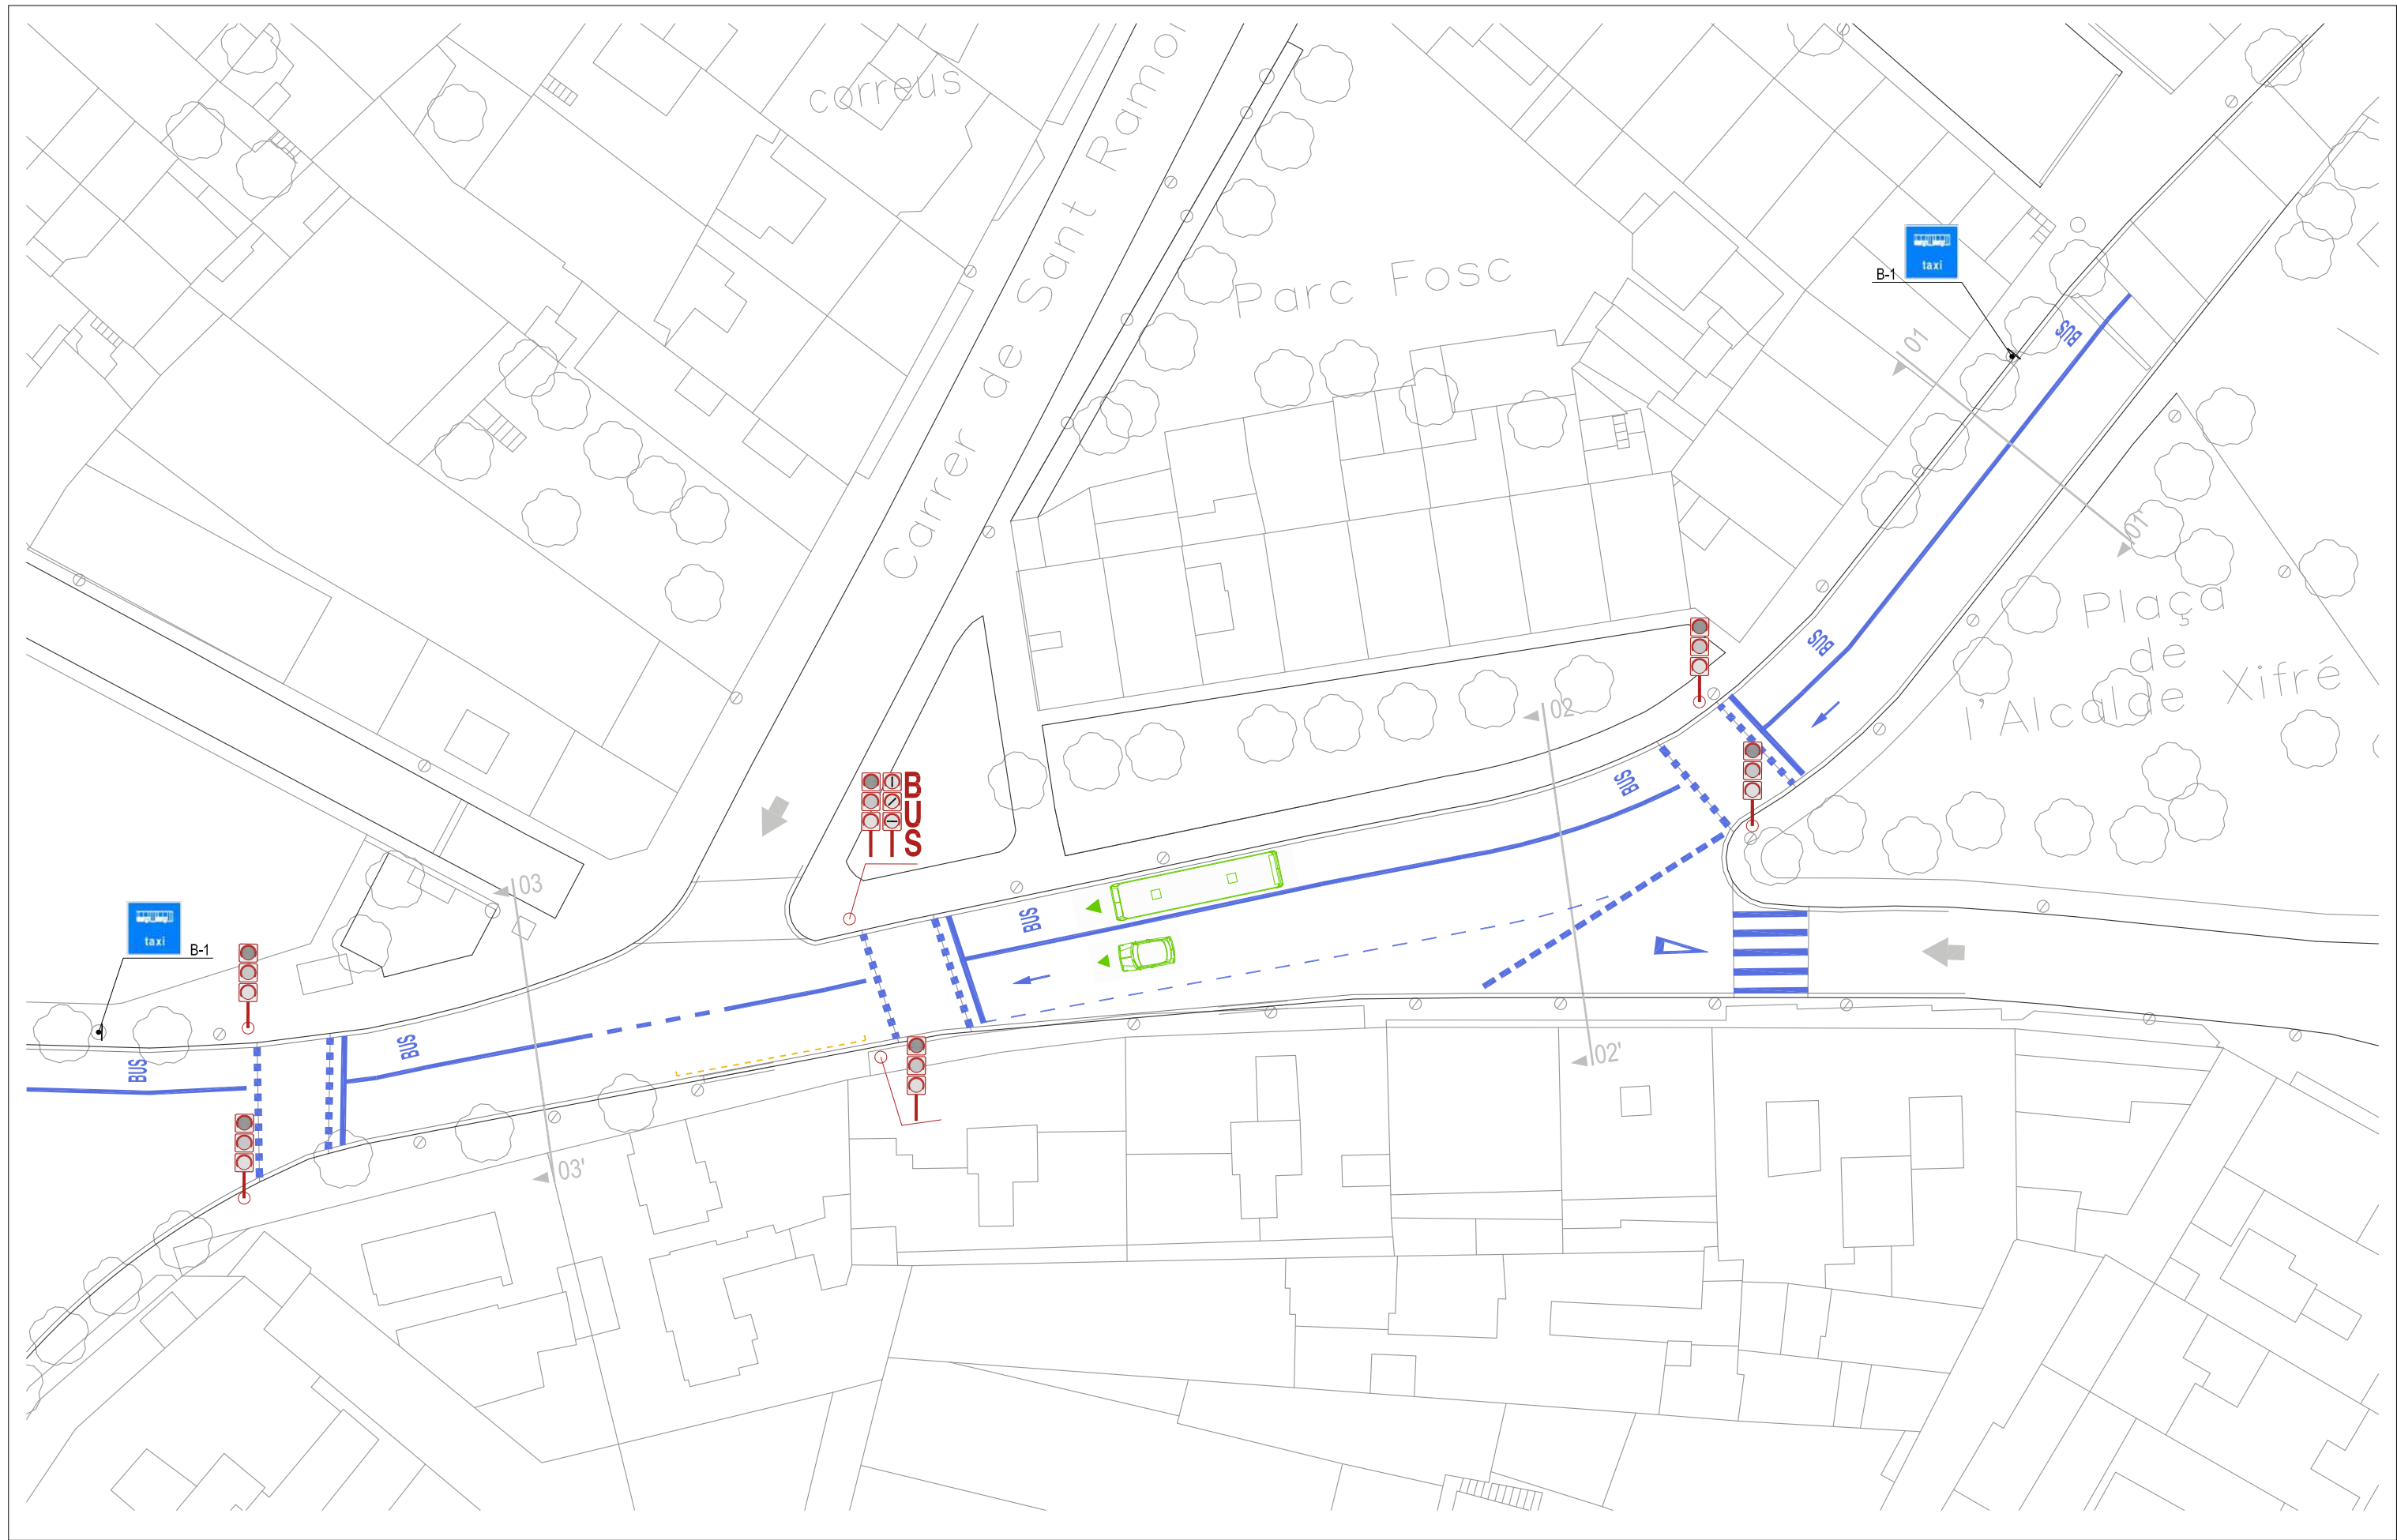 correus
Carrer de Sant Ramon
Parc Fosc
taxi
B-1
BUS
01
01'
BUS
Plaça
de
l'Alcalde Xifré
02
BUS
BUS
03
BUS
taxi
B-1
BUS
BUS
02'
03'